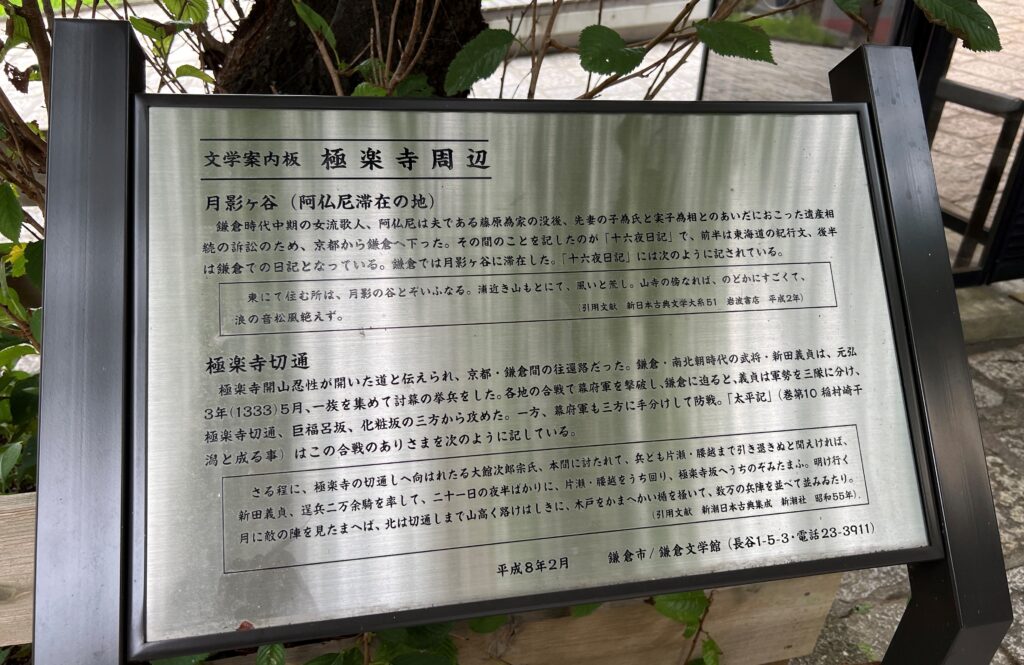 文学案内板 極楽寺周辺
月影ヶ谷（阿仏尼滞在の地）
鎌倉時代中期の女流歌人、阿仏尼は夫である藤原為家の没後、先妻の子為氏と実子為相とのあいだにおこった遺産相
続の訴訟のため、京都から鎌倉へ下った。その間のことを記したのが「十六夜日記」で、前半は東海道の紀行文、後半
は鎌倉での日記となっている。鎌倉では月影ヶ谷に滞在した。「十六夜日記」には次のように記されている。
東にて住む所は、月影の谷とぞいふなる。浦近き山もとにて、風いと荒し。山寺の傍なれば、のどかにすごくて、
浪の音松風絶えず。
（引用文献 新日本古典文学大系51 岩波書店 平成2年）
極楽寺切通
極楽寺開山忍性が開いた道と伝えられ、京都・鎌倉間の往還路だった。鎌倉・南北朝時代の武将・新田義貞は、元弘
3年(1333)5月、一族を集めて討幕の挙兵をした。各地の合戦で幕府軍を撃破し、鎌倉に迫ると、義貞は軍勢を三隊に分け、
極楽寺切通、巨福呂坂、化粧坂の三方から攻めた。一方、幕府軍も三方に手分けして防戦。「太平記」（巻第10 稲村崎干
潟と成る事）はこの合戦のありさまを次のように記している。
さる程に、極楽寺の切通しへ向はれたる大館次郎宗氏、本間に討たれて、兵ども片瀬・腰越まで引き退きぬと聞えければ、
新田義貞、逞兵二万余騎を率して、二十一日の夜半ばかりに、片瀬・腰越をうち回り、極楽寺坂へうちのぞみたまふ。明け行く
月に敵の陣を見たまへば、北は切通しまで山高く路けはしきに、木戸をかまへかい楯を掻いて、数万の兵陣を並べて並みゐたり。
（引用文献 新潮日本古典集成 新潮社 昭和55年）.
平成8年2月 鎌倉市/鎌倉文学館（長谷1-5-3・電話23-3911）